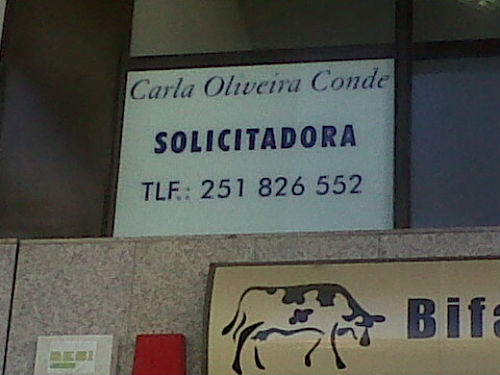 Carla Oliveira Conde
SOLICITADORA
TLF.: 251 826 552
Bifa